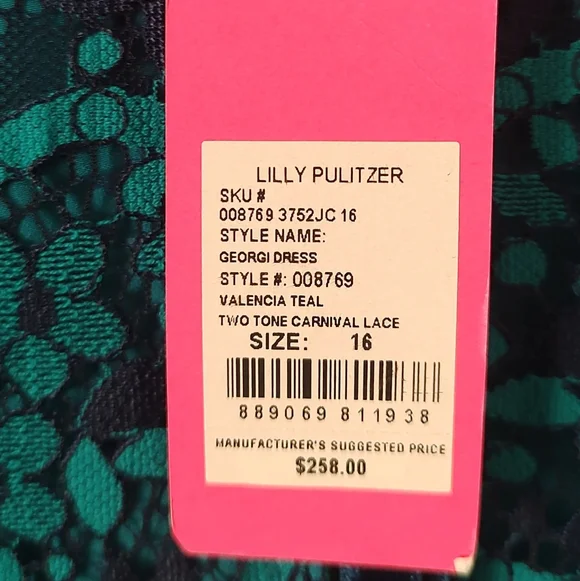 LILLY PULITZER
SKU #
008769 3752JC 16
STYLE NAME:
GEORGI DRESS
STYLE #: 008769
VALENCIA TEAL
TWO TONE CARNIVAL LACE
SIZE: 16
889069 811938
MANUFACTURER'S SUGGESTED PRICE
$258.00